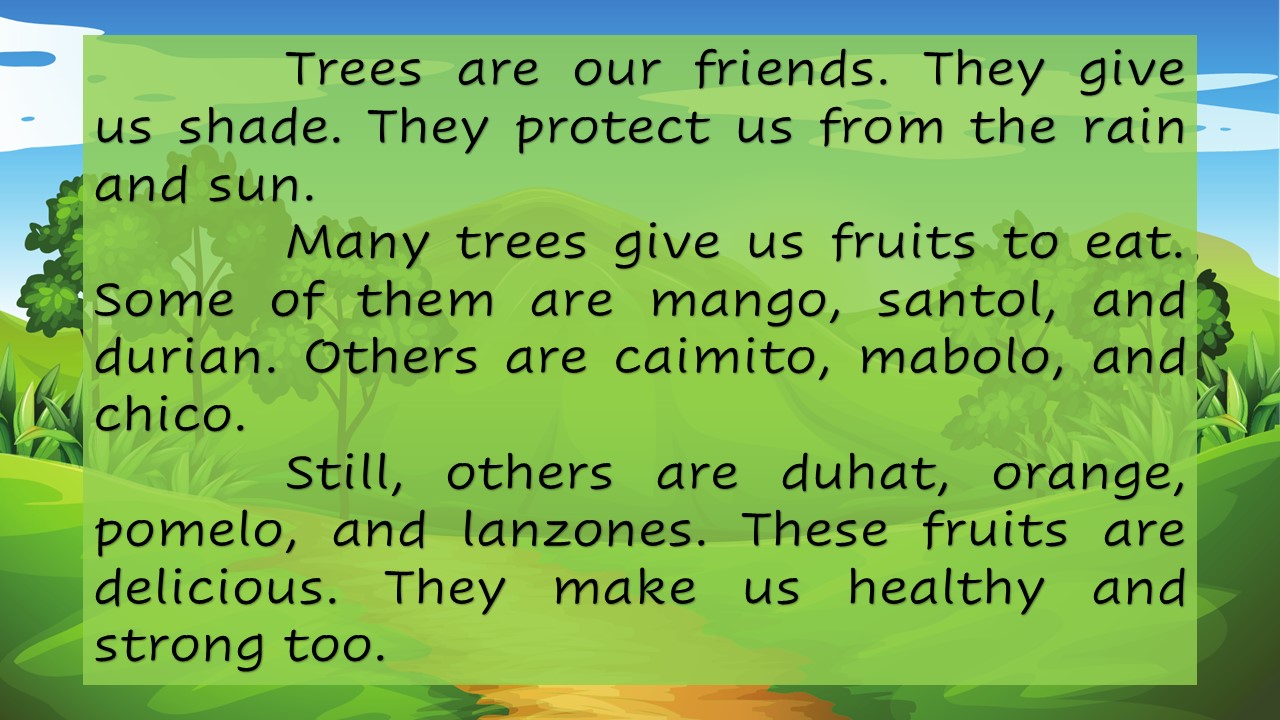 Trees are our friends. They give
us shade. They protect us from the rain
and sun.
Many trees give us fruits to eat.
Some of them are mango, santol, and
durian. Others are caimito, mabolo, and
chico.
Still, others are duhat, orange,
pomelo, and lanzones. These fruits are
delicious. They make us healthy and
strong too.